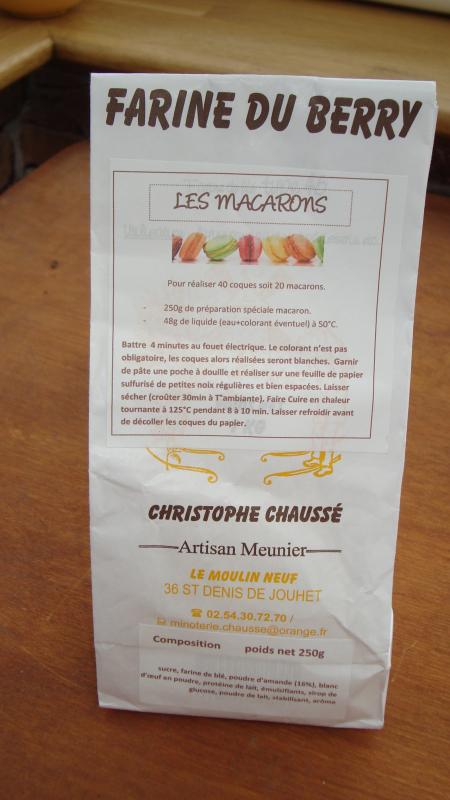 FARINE DU BERRY
LES MACARONS
Pour réaliser 40 coques soit 20 macarons.
- 250g de préparation spéciale macaron.
- 48g de liquide (eau+colorant éventuel) à 50°C.
Battre 4 minutes au fouet électrique. Le colorant n'est pas
obligatoire, les coques alors réalisées seront blanches. Garnir
de pâte une poche à douille et réaliser sur une feuille de papier
sulfurisé de petites noix régulières et bien espacées. Laisser
sécher (croûter 30min à T°ambiante). Faire Cuire en chaleur
tournante à 125°C pendant 8 à 10 min. Laisser refroidir avant
de décoller les coques du papier.
CHRISTOPHE CHAUSSÉ
Artisan Meunier
LE MOULIN NEUF
36 ST DENIS DE JOUHET
☎ 02.54.30.72.70 /
minoterie.chausse@orange.fr
Composition poids net 250g
sucre, farine de blé, poudre d'amande (16%), blanc
d'œuf en poudre, protéine de lait, émulsifiants, sirop de
glucose, poudre de lait, stabilisant, arôme